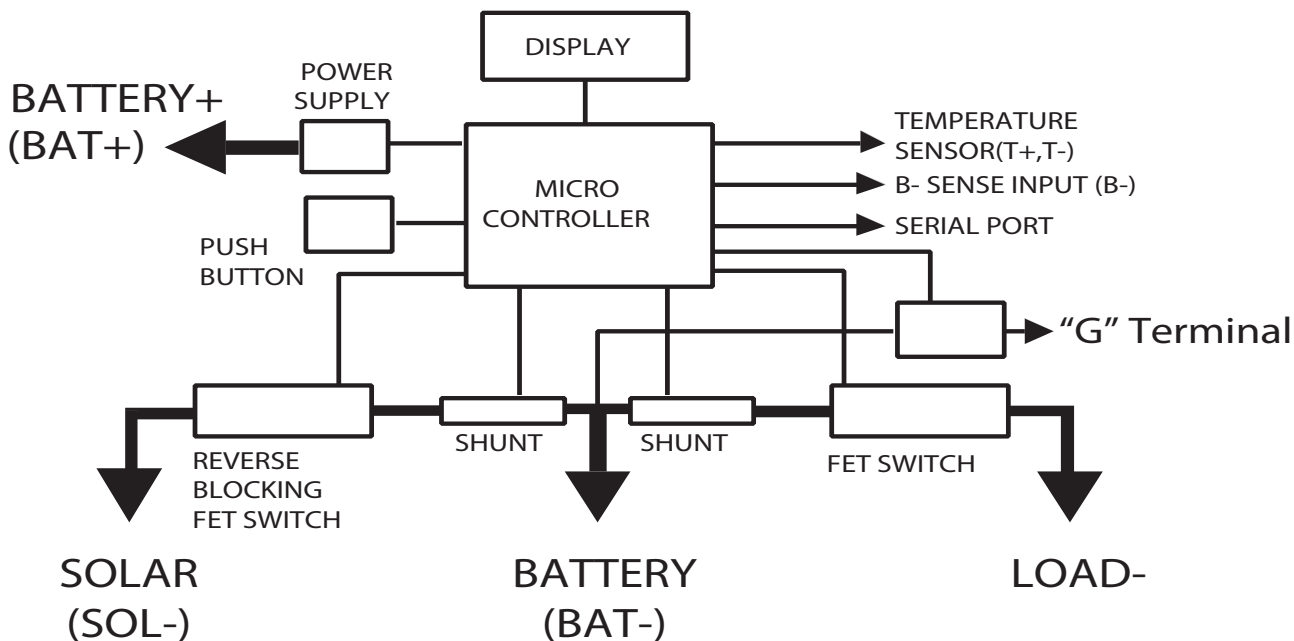 DISPLAY
POWER
SUPPLY
BATTERY+
(BAT+)
TEMPERATURE
SENSOR(T+,T-)
B- SENSE INPUT (B-)
MICRO
CONTROLLER
SERIAL PORT
PUSH
BUTTON
"G" Terminal
SHUNT
SHUNT
REVERSE
BLOCKING
FET SWITCH
FET SWITCH
SOLAR
(SOL-)
BATTERY
(BAT-)
LOAD-